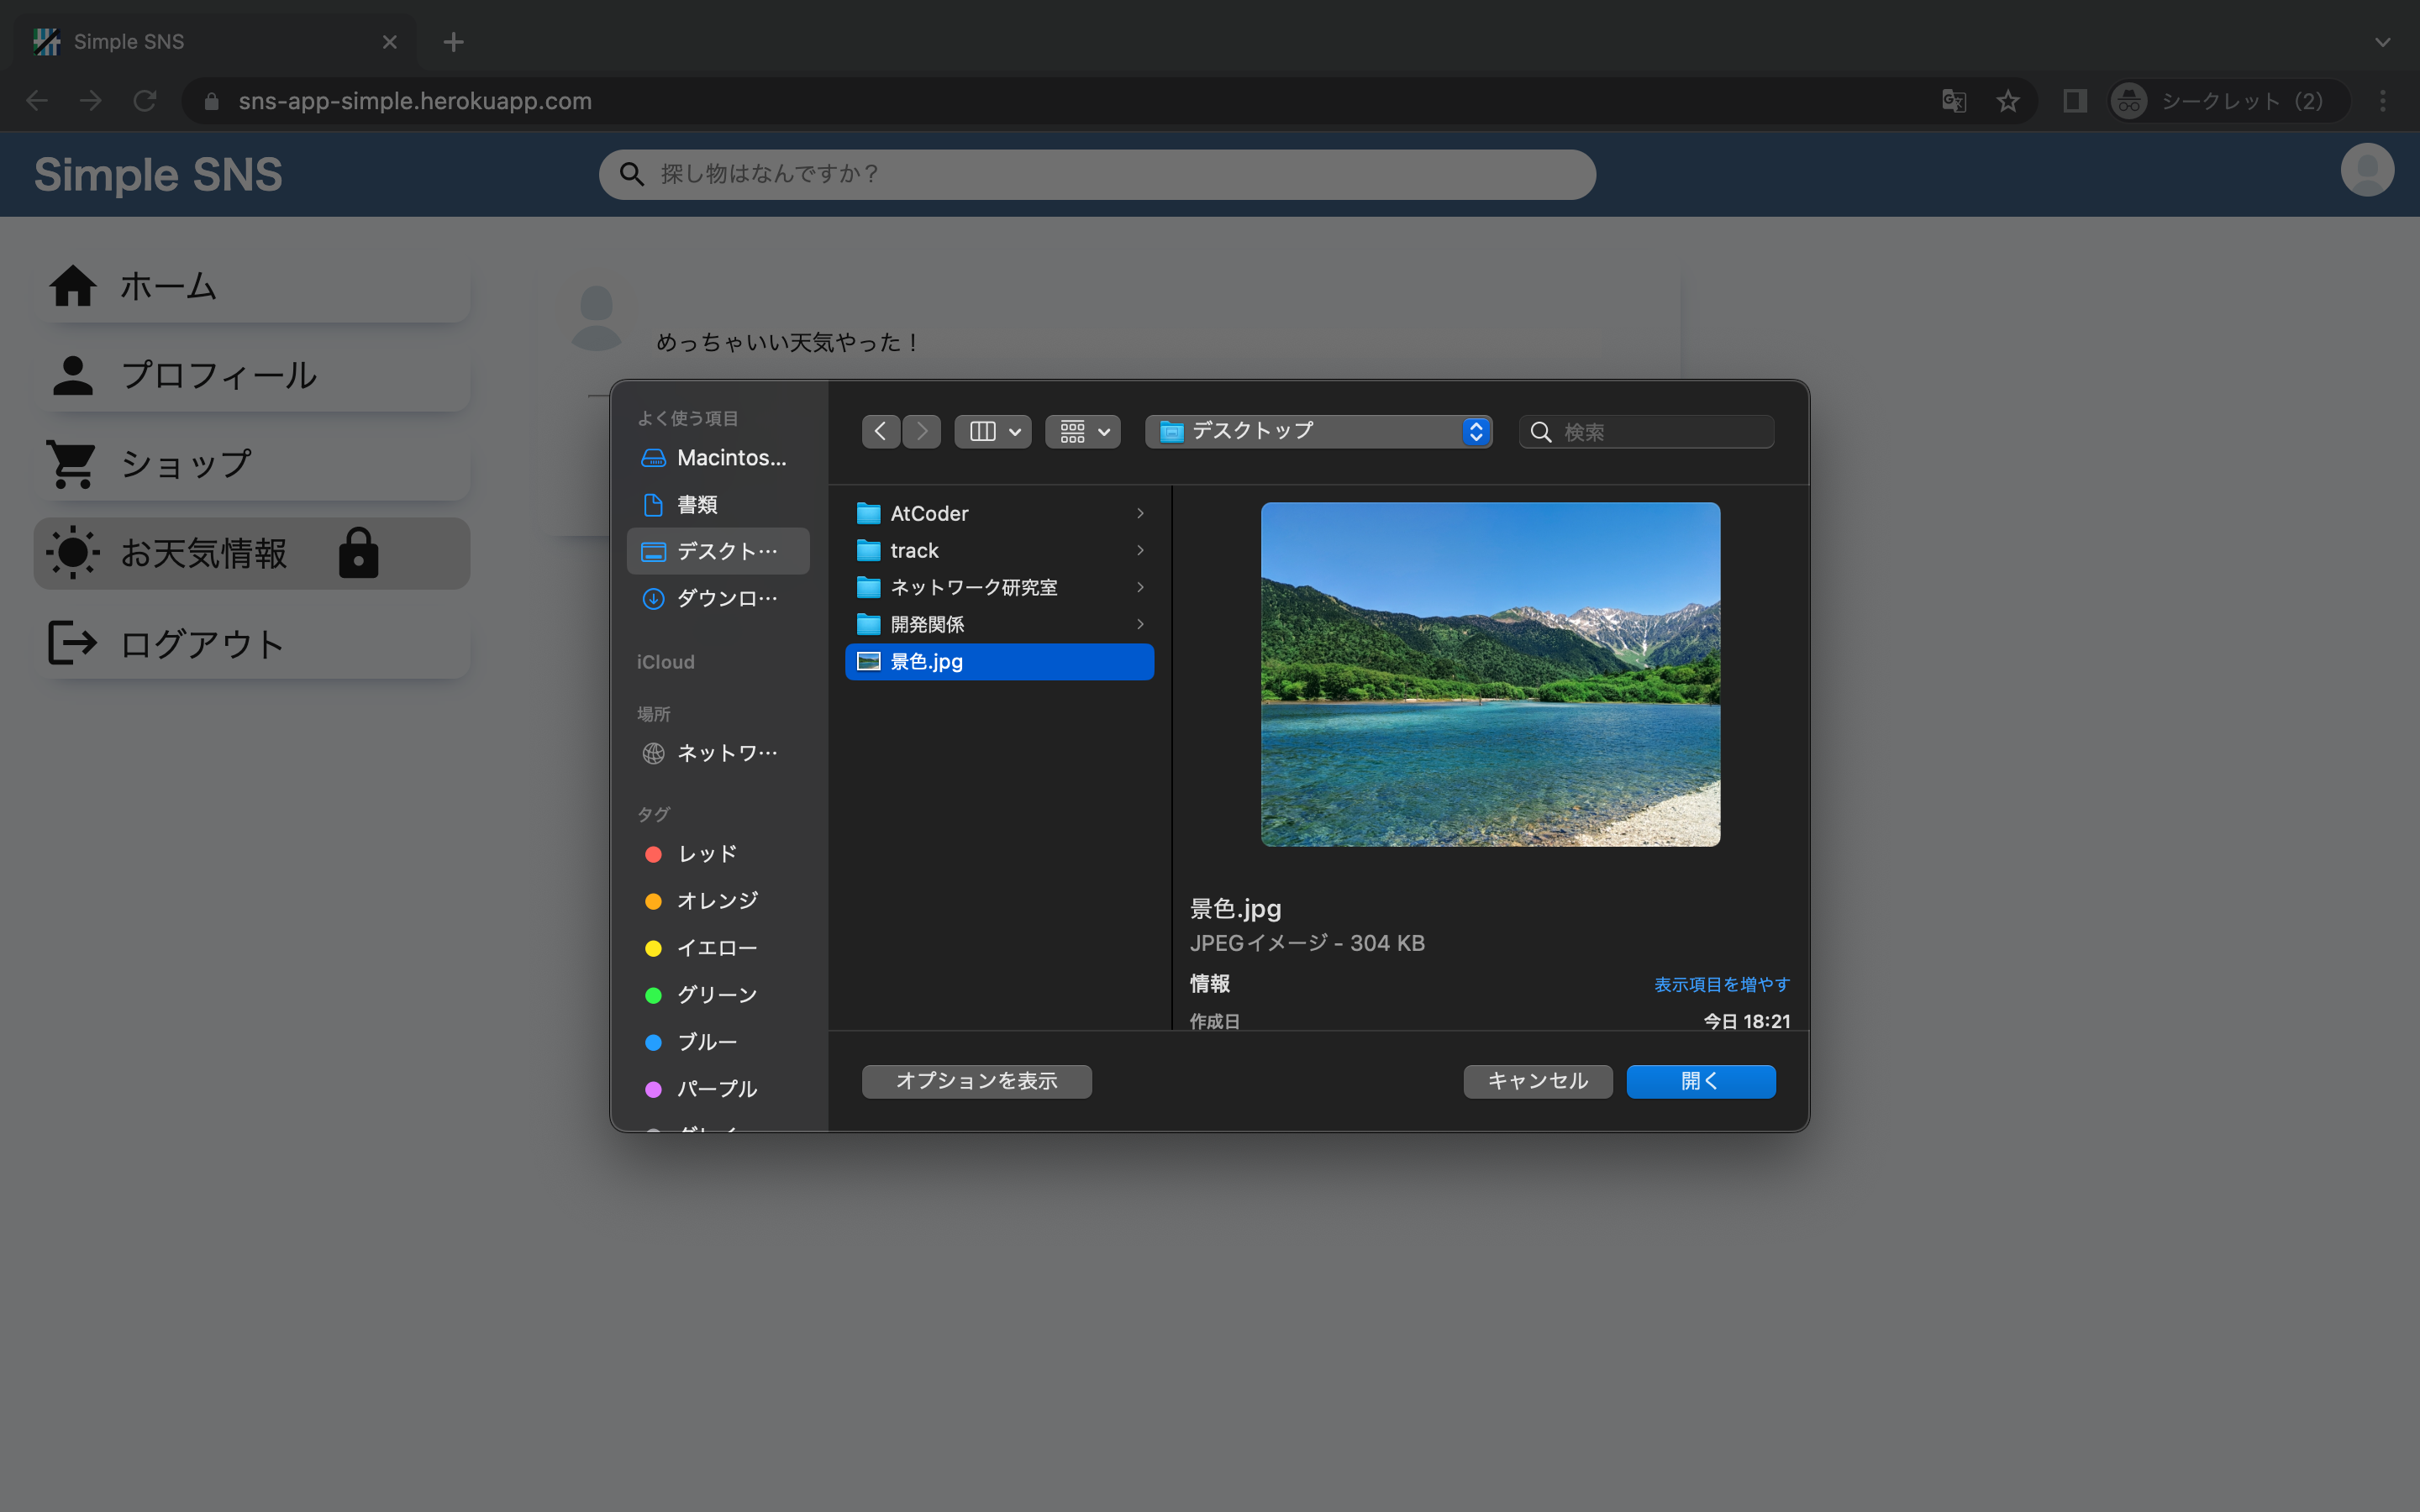 Simple SNS
sns-app-simple.herokuapp.com
シークレット (2)
Simple SNS
探し物はなんですか？
ホーム
プロフィール
ショップ
お天気情報
ログアウト
めっちゃいい天気やった！
よく使う項目
Macintos...
書類
デスクト…
ダウンロ…
iCloud
場所
ネットワ…
タグ
レッド
オレンジ
イエロー
グリーン
ブルー
パープル
デスクトップ
検索
AtCoder
track
ネットワーク研究室
開発関係
景色.jpg
景色.jpg
JPEGイメージ - 304 KB
情報
表示項目を増やす
作成日
今日 18:21
オプションを表示
キャンセル
開く